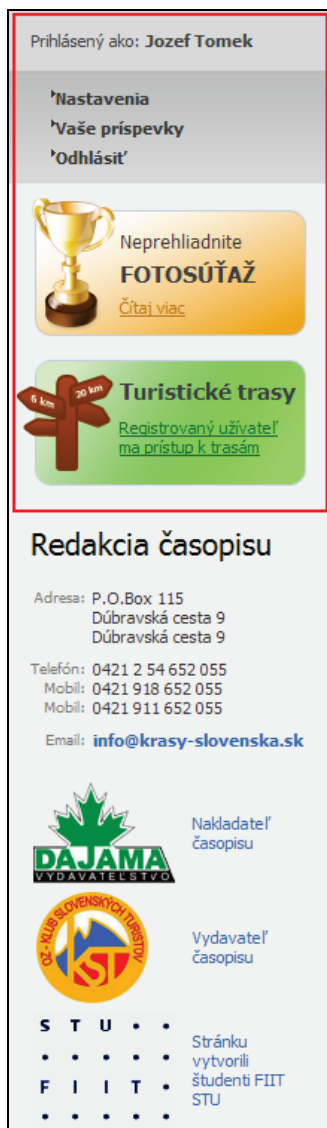 Prihlásený ako: Jozef Tomek
Nastavenia
Vaše príspevky
Odhlásiť
Neprehliadnite
FOTOSÚŤAŽ
Čítaj viac
6 km
20 km
Turistické trasy
Registrovaný užívateľ
ma prístup k trasám
Redakcia časopisu
Adresa: P.O.Box 115
Dúbravská cesta 9
Dúbravská cesta 9
Telefón: 0421 2 54 652 055
Mobil: 0421 918 652 055
Mobil: 0421 911 652 055
Email: info@krasy-slovenska.sk
DAJAMA
VYDAVATEĽSTVO
Nakladateľ
časopisu
OZ - KLUB SLOVENSKÝCH TURISTOV
KST
Vydavateľ
časopisu
S T U
F I I T
Stránku
vytvorili
študenti FIIT
STU